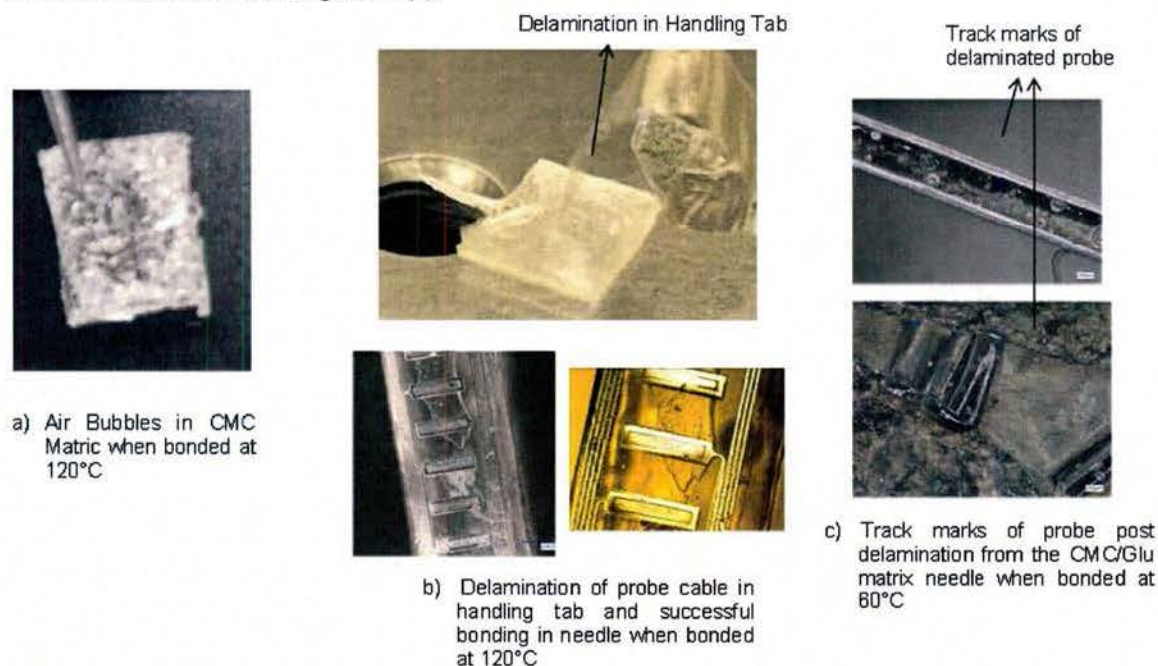 Delamination in Handling Tab
Track marks of
delaminated probe
a) Air Bubbles in CMC
Matric when bonded at
120°C
b) Delamination of probe cable in
handling tab and successful
bonding in needle when bonded
at 120°C
c) Track marks of probe post
delamination from the CMC/Glu
matrix needle when bonded at
60°C